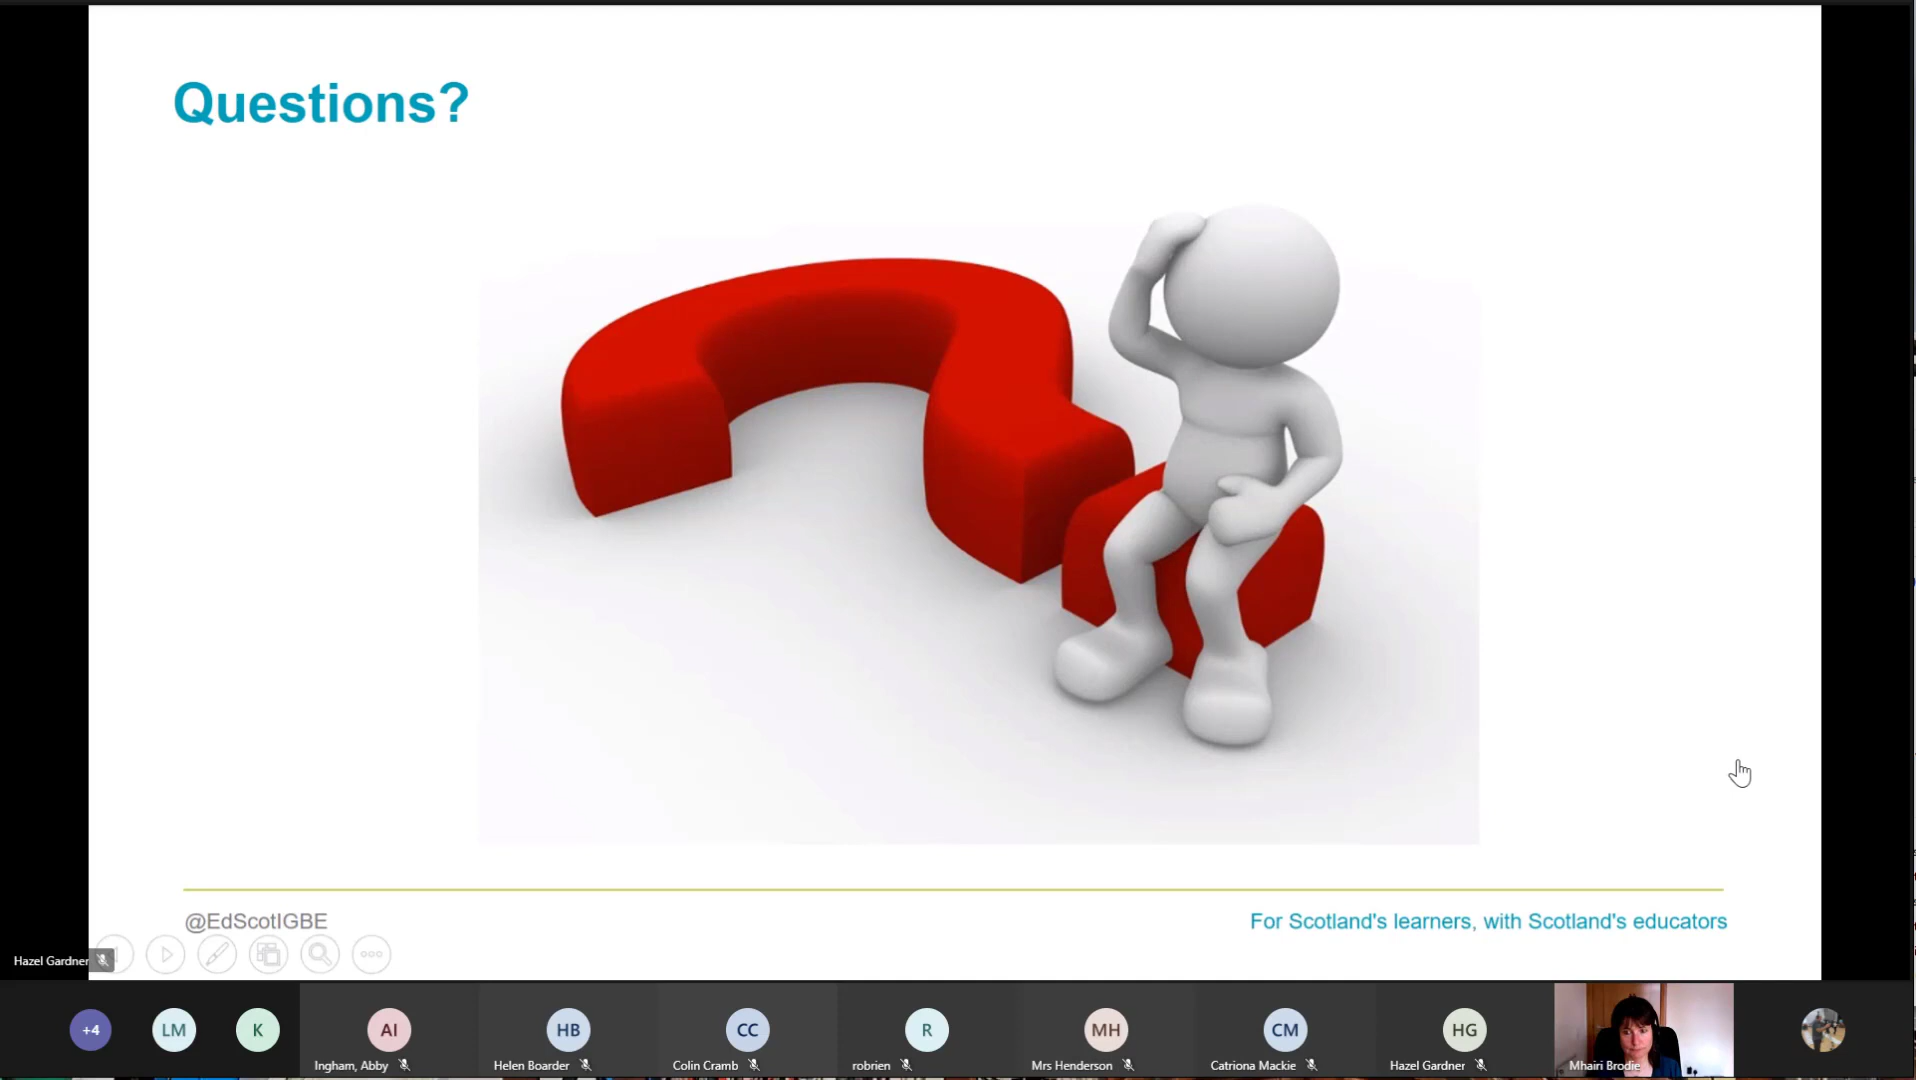 Questions?
@EdScotIGBE
For Scotland's learners, with Scotland's educators
Hazel Gardner
+4
LM
K
AI
HB
CC
R
MH
CM
HG
Ingham, Abby
Helen Boarder
Colin Cramb
robrien
Mrs Henderson
Catriona Mackie
Hazel Gardner
Mhairi Brodie